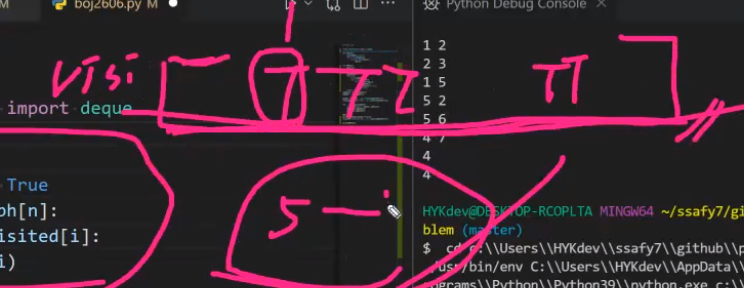 M boj2606.py M
Python Debug Console
1 2
2 3
1 5
5 2
5 6
4 7
4
4
visi
import deque
True
ph[n]:
isited[i]:
i)
5
HYKdev@DESKTOP-RCOPLTA MINGW64 ~/ssafy7/gi
blem (master)
$ cd c:\\Users\\HYKdev\\ssafy7\\github\\p
/usr/bin/env C:\\Users\\HYKdev\\AppData\\
ograms\\Python\\Python39\\python.exe c:\